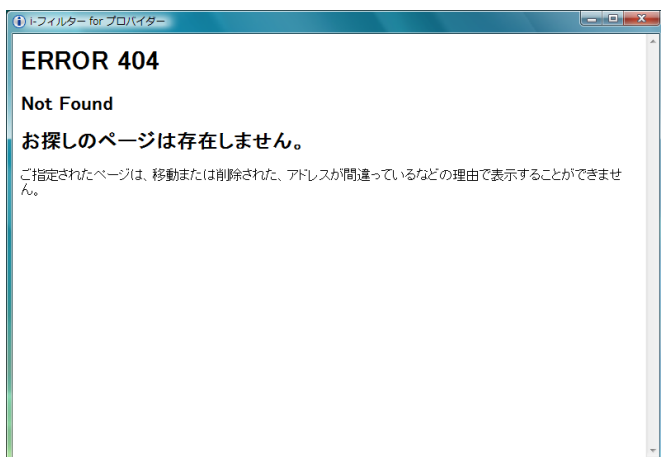 i-フィルター for プロバイダー
ERROR 404
Not Found
お探しのページは存在しません。
ご指定されたページは、移動または削除された、アドレスが間違っているなどの理由で表示することができませ
ん。